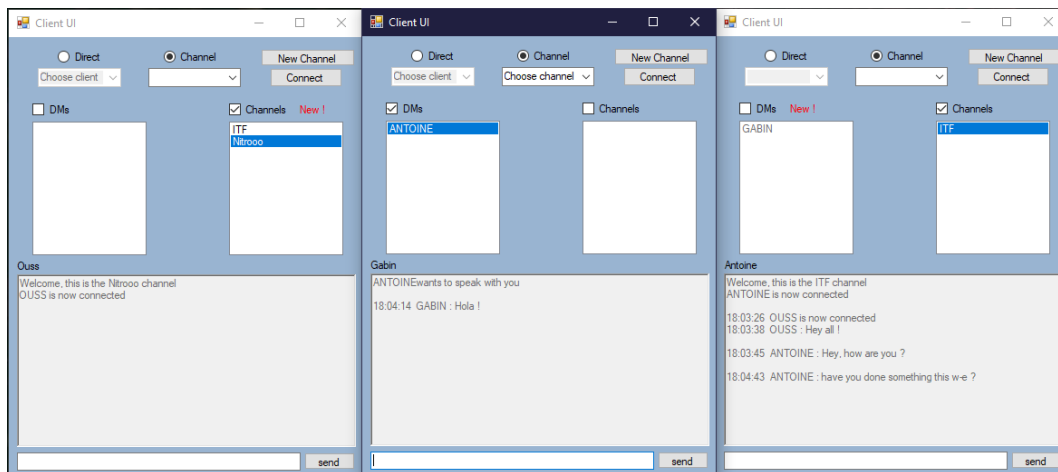 Client UI
Direct
Channel
New Channel
Choose client
Connect
DMs
Channels New !
ITF
Nitrooo
Ouss
Welcome, this is the Nitrooo channel
OUSS is now connected
send
Client UI
Direct
Channel
New Channel
Choose client
Choose channel
Connect
DMs
Channels
ANTOINE
Gabin
ANTOINEwants to speak with you
18:04:14 GABIN : Hola !
send
Client UI
Direct
Channel
New Channel
Connect
DMs New !
Channels
GABIN
ITF
Antoine
Welcome, this is the ITF channel
ANTOINE is now connected
18:03:26 OUSS is now connected
18:03:38 OUSS : Hey all !
18:03:45 ANTOINE : Hey, how are you ?
18:04:43 ANTOINE : have you done something this w-e ?
send